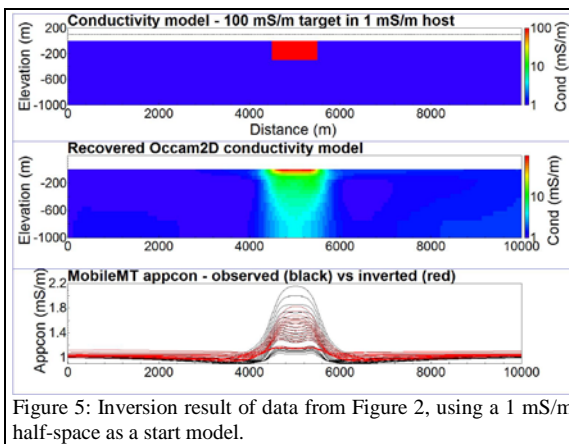 Conductivity model - 100 mS/m target in 1 mS/m host
Elevation (m)
200
-200
-600
-1000
0 2000 4000 6000 8000
Distance (m)
100
10
1
Cond (mS/m)
Recovered Occam2D conductivity model
Elevation (m)
-200
-600
-1000
0 2000 4000 6000 8000 10000
10
1
Cond (mS/m)
MobileMT appcon - observed (black) vs inverted (red)
Appcon (mS/m)
2.2
1.8
1.4
1
0 2000 4000 6000 8000 10000
Figure 5: Inversion result of data from Figure 2, using a 1 mS/m
half-space as a start model.